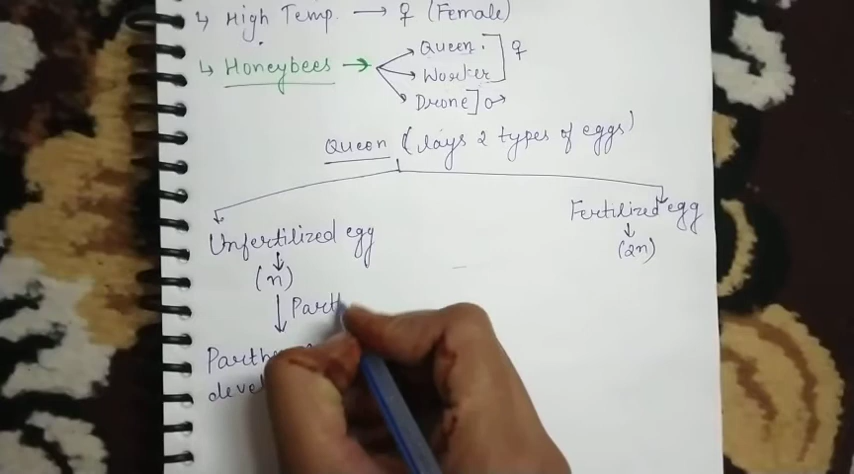 ↳ High Temp. → ♀ (Female)
↳ Honeybees → Queen. ] ♀
Worker
Drone ] ♂
Queen (lays 2 types of eggs)
Unfertilized egg
Fertilized egg
(n)
(2n)
Parth
Parth
devel